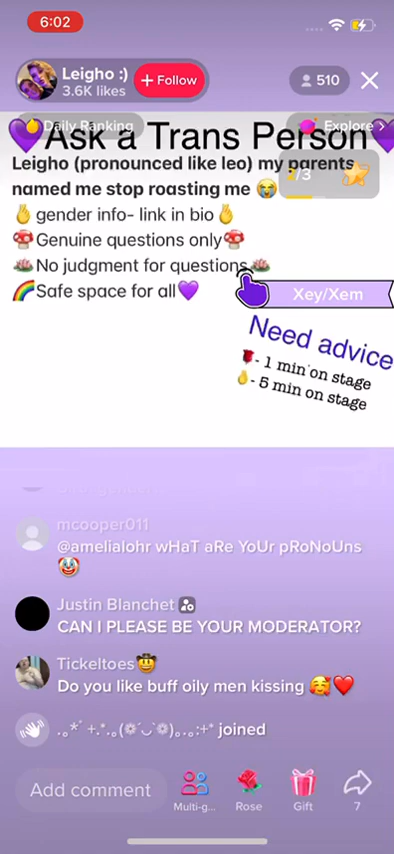 6:02
Leigho :)
3.6K likes
+ Follow
510
Daily Ranking
Explore >
💜Ask a Trans Person💜
Leigho (pronounced like leo) my parents
named me stop roasting me 😭
/3
🫰gender info- link in bio🫰
🍄Genuine questions only🍄
🪷No judgment for questions🪷
🌈Safe space for all💜
Xey/Xem
Need advice
🌹- 1 min on stage
🫰- 5 min on stage
mcooper011
@amelialohr wHaT aRe YoUr pRoNoUns
🤡
Justin Blanchet
CAN I PLEASE BE YOUR MODERATOR?
Tickeltoes🤠
Do you like buff oily men kissing 🥰❤️
.｡*ﾟ+.*.｡(❁´◡`❁)｡.｡:+* joined
Add comment
Multi-g...
Rose
Gift
7